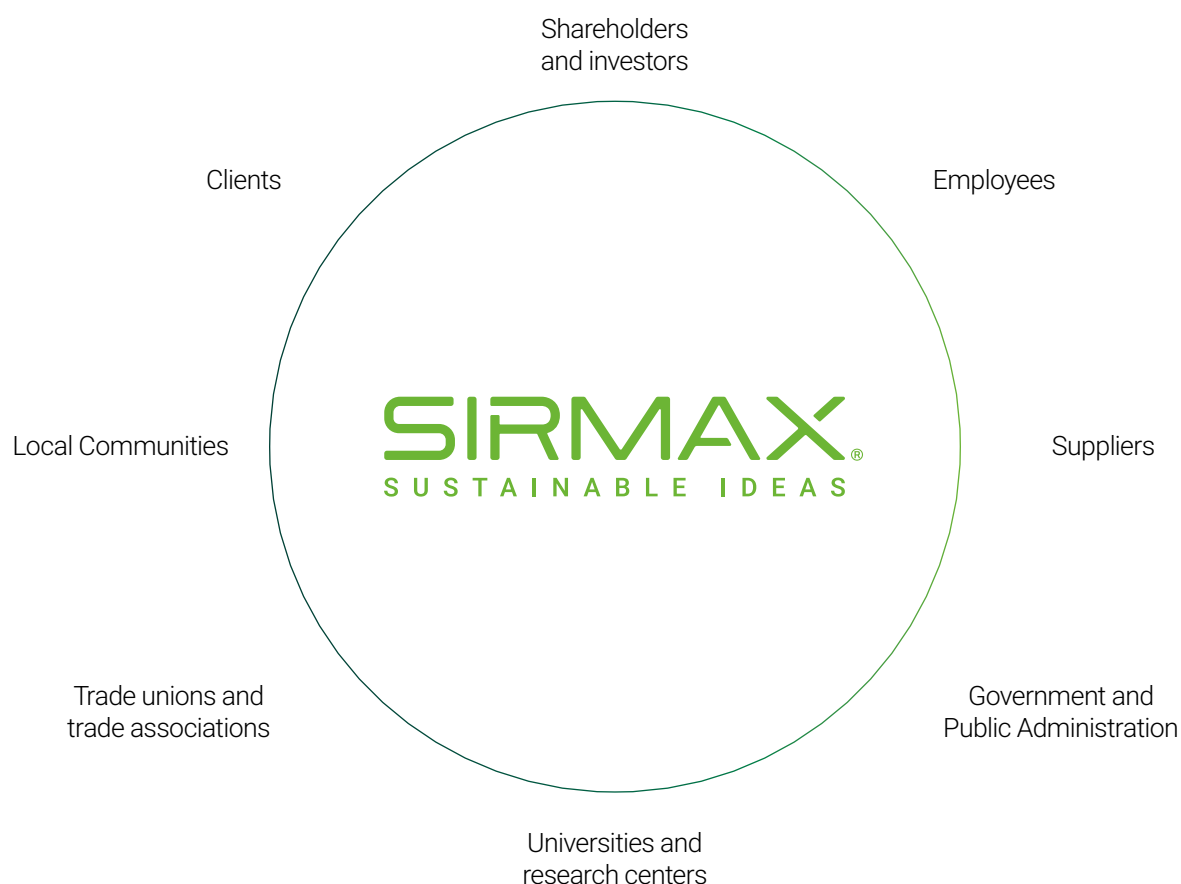 Shareholders
and investors
Clients
Employees
SIRMAX®
SUSTAINABLE IDEAS
Local Communities
Suppliers
Trade unions and
trade associations
Government and
Public Administration
Universities and
research centers